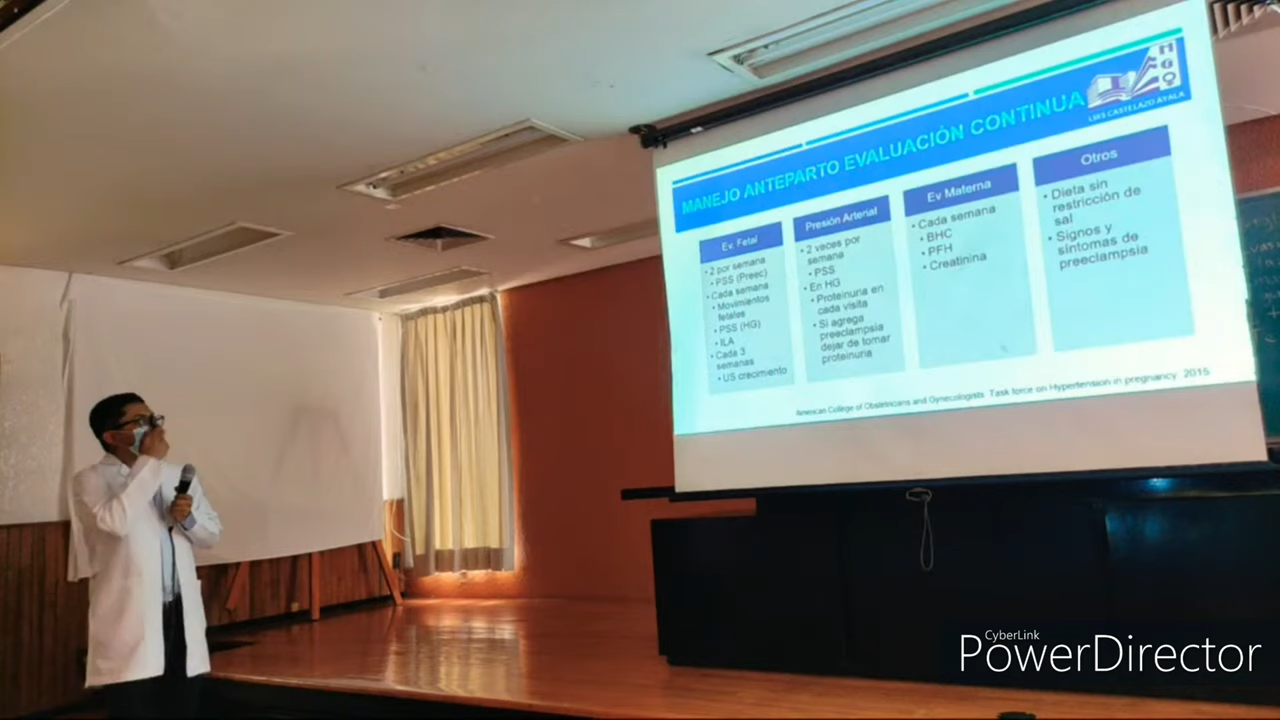 H
G
O
LUIS CASTELAZO AYALA
MANEJO ANTEPARTO EVALUACIÓN CONTINUA
Ev. Fetal
• 2 por semana
• PSS (Preec)
• Cada semana
• Movimientos
fetales
• PSS (HG)
• ILA
• Cada 3
semanas
• US crecimiento
Presión Arterial
• 2 veces por
semana
• PSS
• En HG
• Proteinuria en
cada visita
• Si agrega
preeclampsia
dejar de tomar
proteinuria
Ev Materna
• Cada semana
• BHC
• PFH
• Creatinina
Otros
• Dieta sin
restricción de
sal
• Signos y
síntomas de
preeclampsia
American College of Obstetricians and Gynecologists. Task force on Hypertension in pregnancy. 2015
CyberLink
PowerDirector